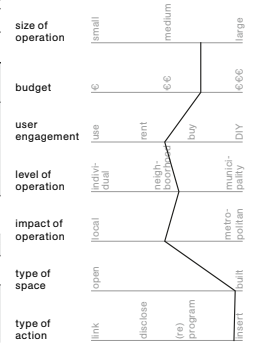 size of
operation
small
medium
large
budget
€
€€
€€€
user
engagement
use
rent
buy
DIY
level of
operation
indivi-
dual
neigh-
boorhood
munici-
pality
impact of
operation
local
metro-
politan
type of
space
open
built
type of
action
link
disclose
(re)
program
insert